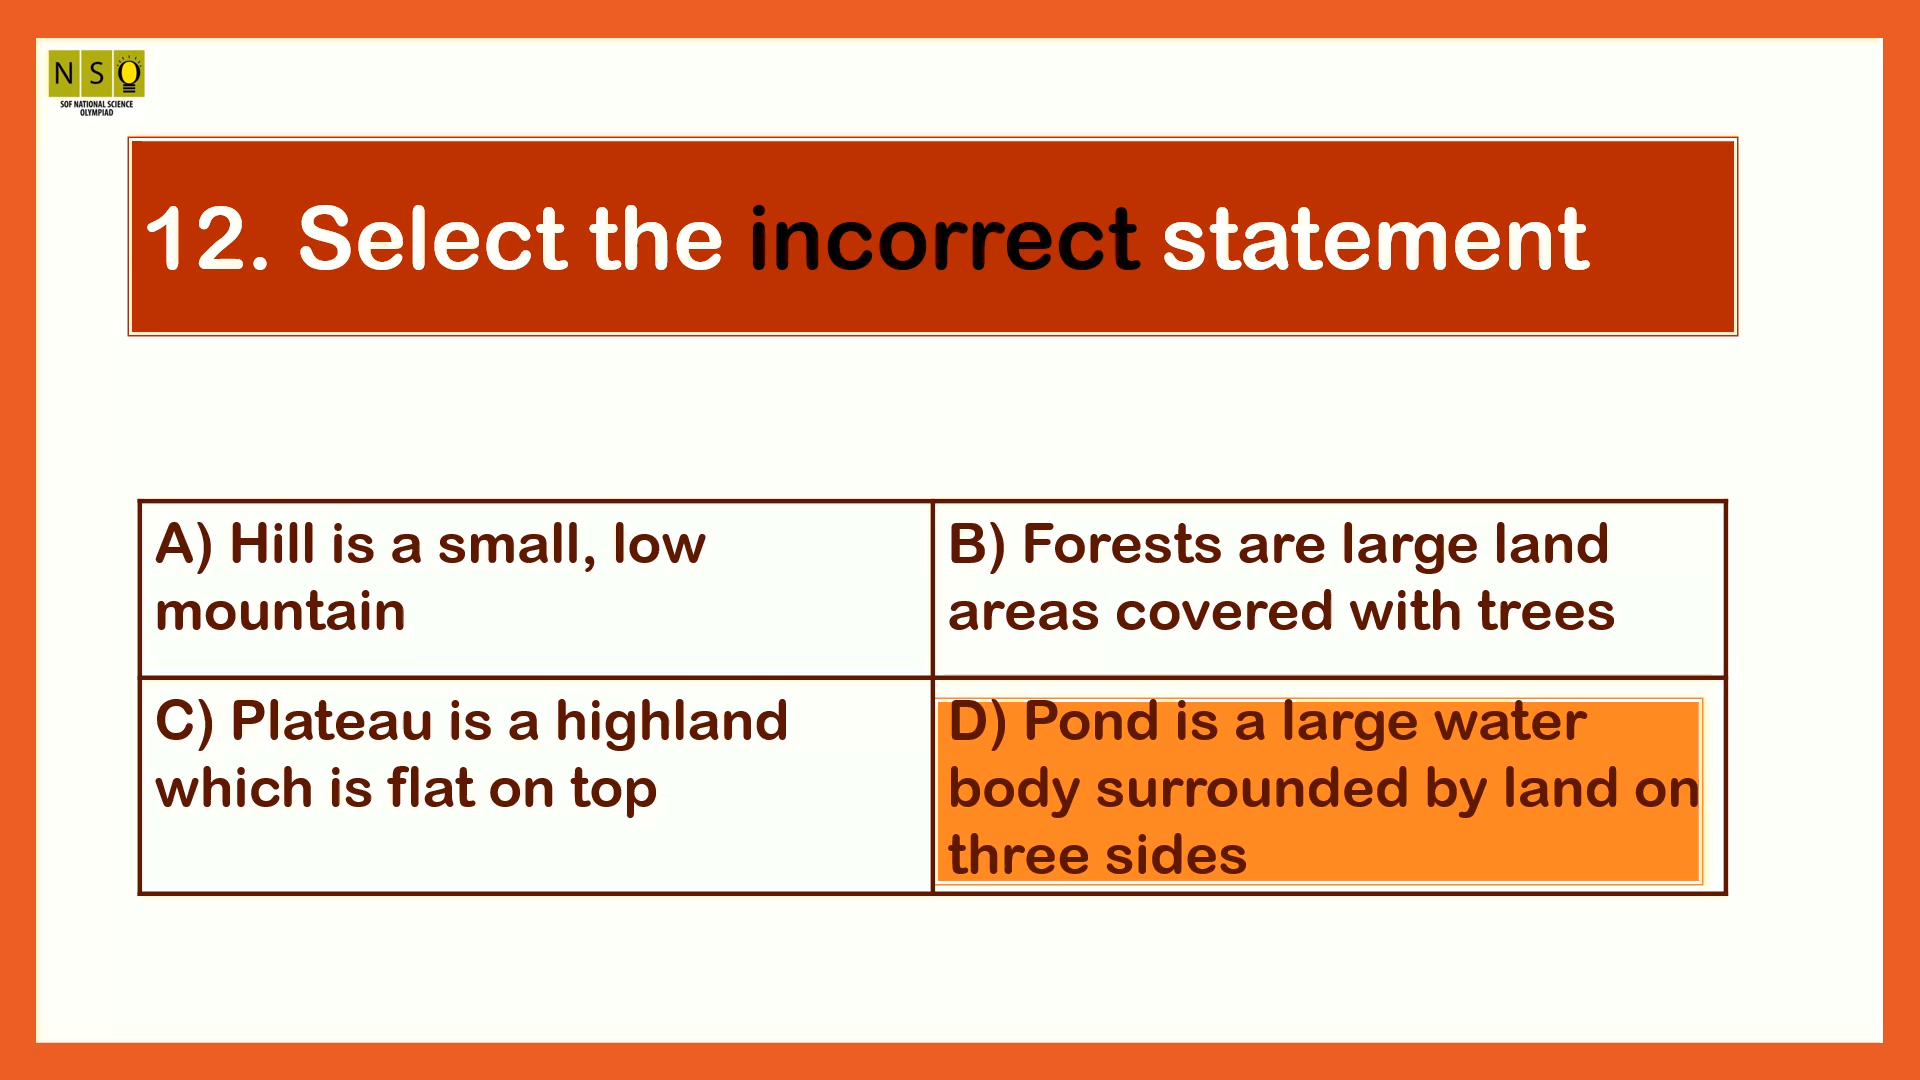 NSO
SOF NATIONAL SCIENCE
OLYMPIAD
12. Select the incorrect statement
A) Hill is a small, low
mountain
B) Forests are large land
areas covered with trees
C) Plateau is a highland
which is flat on top
D) Pond is a large water
body surrounded by land on
three sides